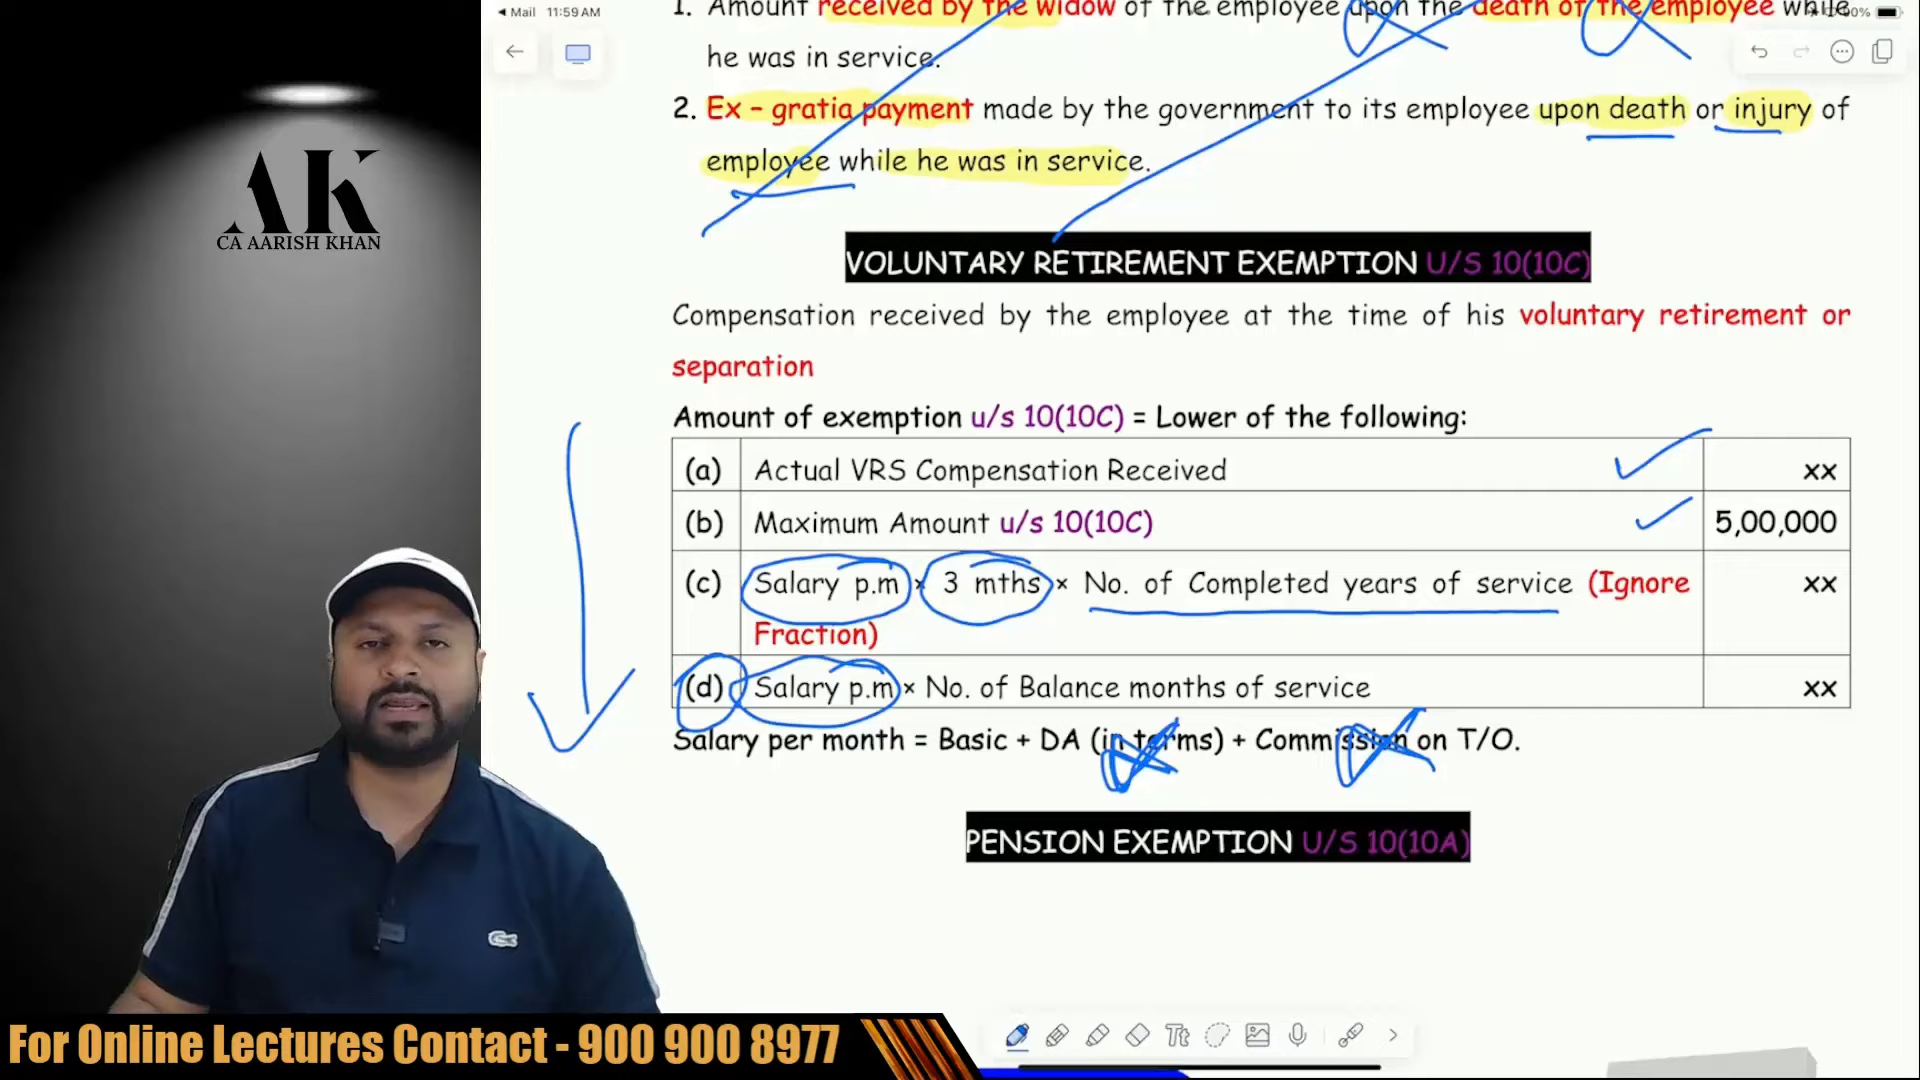 Mail 11:59 AM
1. Amount received by the widow of the employee upon the death of the employee while
he was in service.
2. Ex - gratia payment made by the government to its employee upon death or injury of
employee while he was in service.
VOLUNTARY RETIREMENT EXEMPTION U/S 10(10C)
Compensation received by the employee at the time of his voluntary retirement or
separation
Amount of exemption u/s 10(10C) = Lower of the following:
(a) Actual VRS Compensation Received xx
(b) Maximum Amount u/s 10(10C) 5,00,000
(c) Salary p.m × 3 mths × No. of Completed years of service (Ignore xx
Fraction)
(d) Salary p.m × No. of Balance months of service xx
Salary per month = Basic + DA (in terms) + Commission on T/O.
PENSION EXEMPTION U/S 10(10A)
Tt
AK
CA AARISH KHAN
For Online Lectures Contact - 900 900 8977